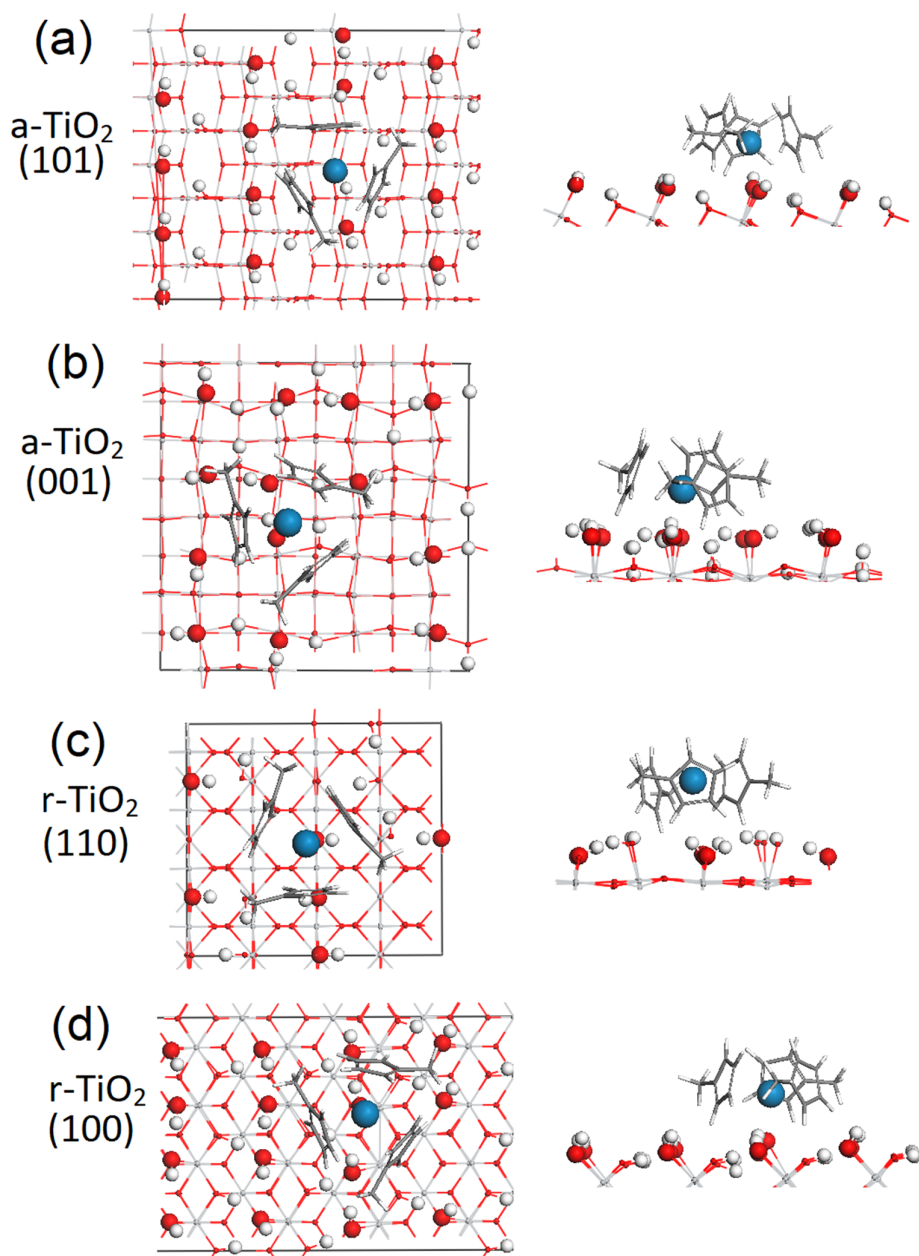 (a)
a-TiO₂
(101)
(b)
a-TiO₂
(001)
(c)
r-TiO₂
(110)
(d)
r-TiO₂
(100)